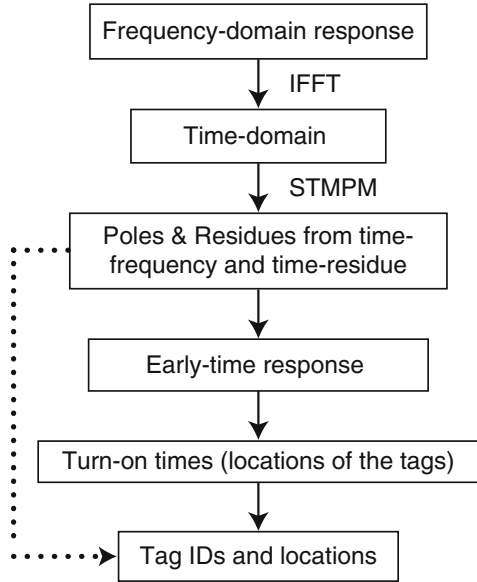 Frequency-domain response
IFFT
Time-domain
STMPM
Poles & Residues from time-
frequency and time-residue
Early-time response
Turn-on times (locations of the tags)
Tag IDs and locations